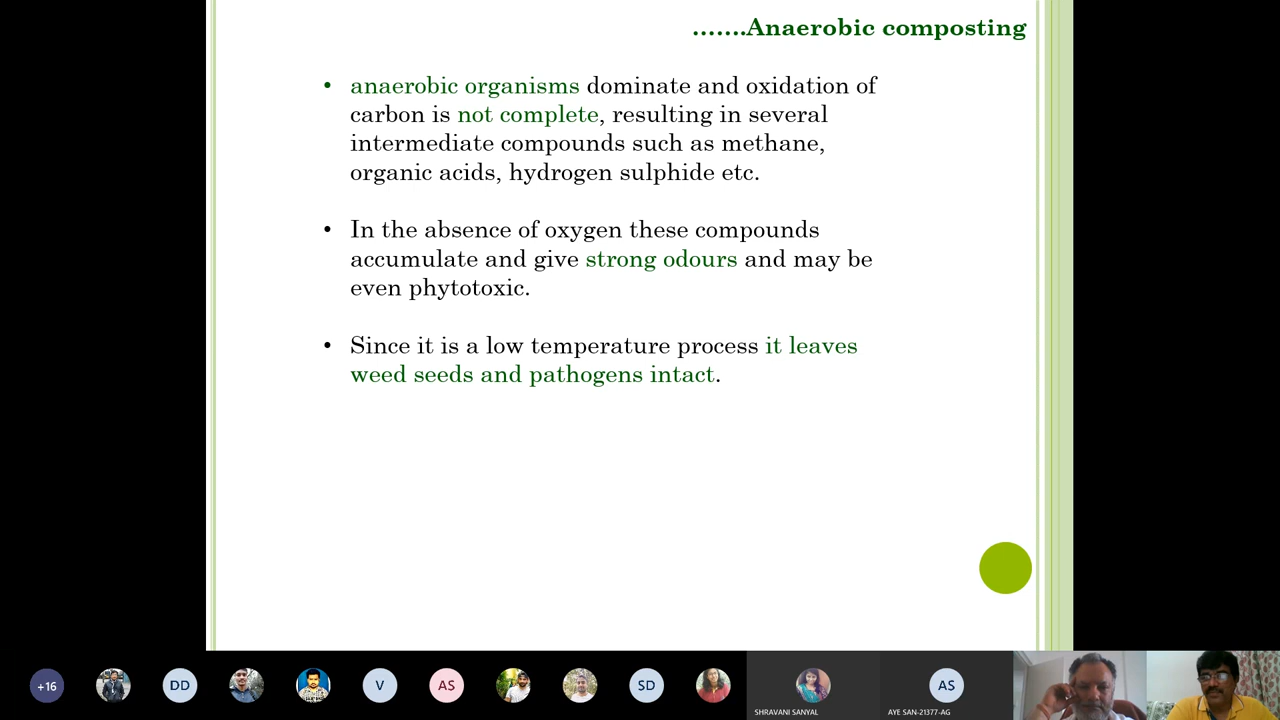 .......Anaerobic composting
• anaerobic organisms dominate and oxidation of
carbon is not complete, resulting in several
intermediate compounds such as methane,
organic acids, hydrogen sulphide etc.
• In the absence of oxygen these compounds
accumulate and give strong odours and may be
even phytotoxic.
• Since it is a low temperature process it leaves
weed seeds and pathogens intact.
+16
DD
V
AS
SD
SHRAVANI SANYAL
AS
AYE SAN-21377-AG